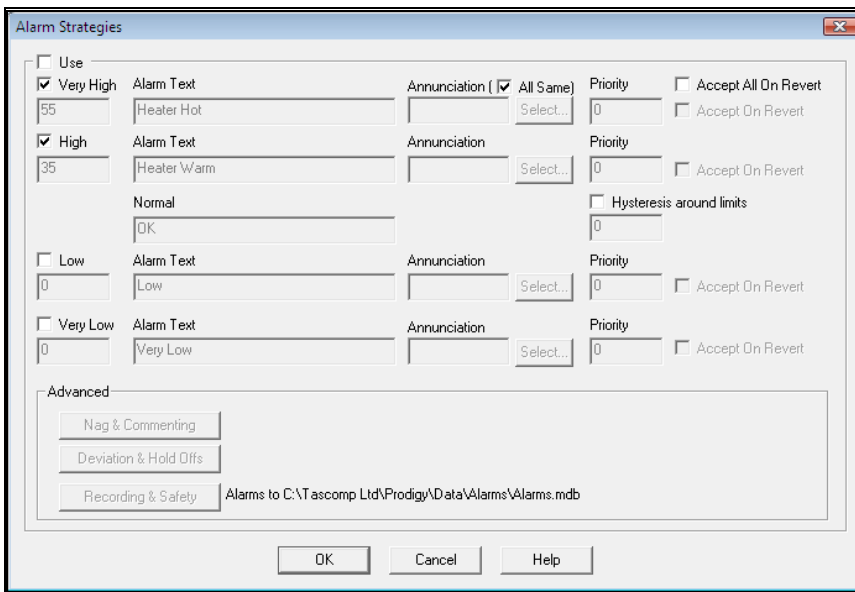 Alarm Strategies
Use
Very High Alarm Text Annunciation ( All Same) Priority Accept All On Revert
55 Heater Hot Select... 0 Accept On Revert
High Alarm Text Annunciation Priority
35 Heater Warm Select... 0 Accept On Revert
Normal Hysteresis around limits
OK 0
Low Alarm Text Annunciation Priority
0 Low Select... 0 Accept On Revert
Very Low Alarm Text Annunciation Priority
0 Very Low Select... 0 Accept On Revert
Advanced
Nag & Commenting
Deviation & Hold Offs
Recording & Safety Alarms to C:\Tascomp Ltd\Prodigy\Data\Alarms\Alarms.mdb
OK Cancel Help